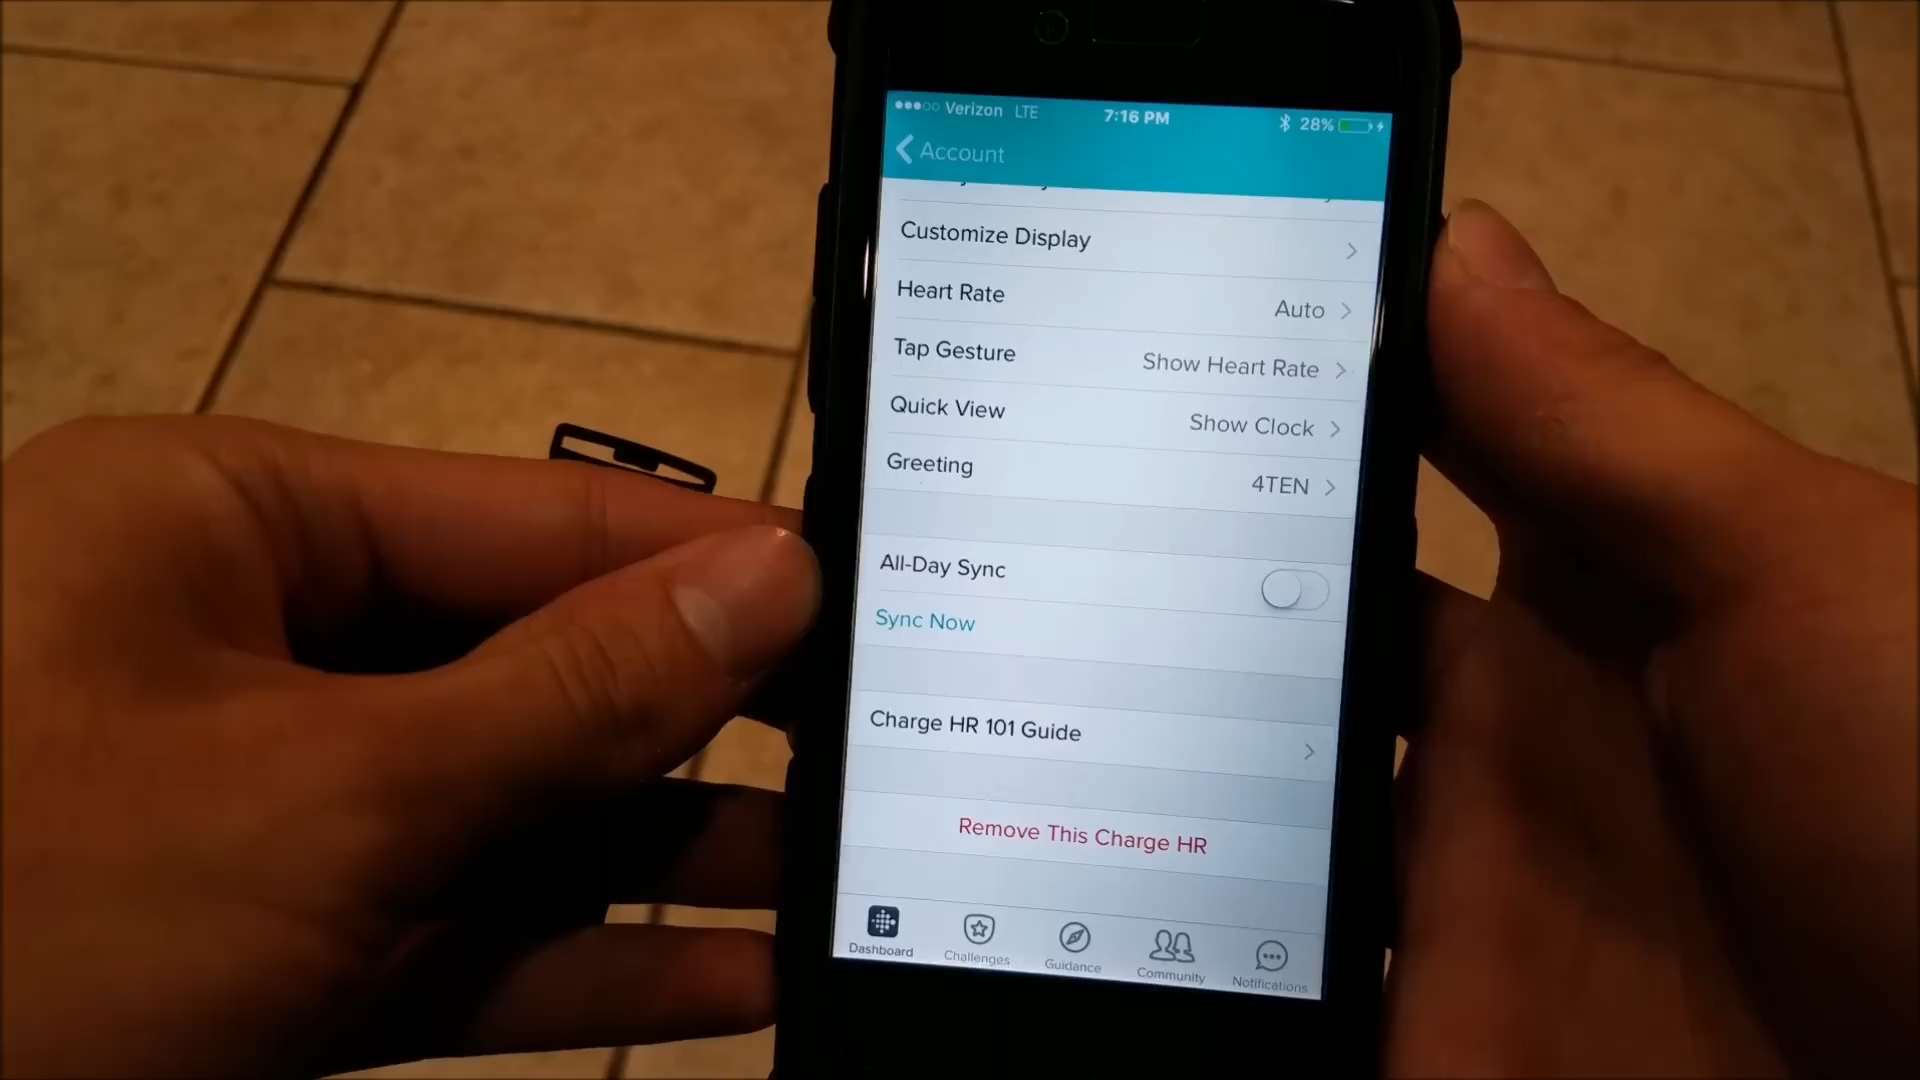 Verizon LTE 7:16 PM 28%
Account
Customize Display
Heart Rate Auto
Tap Gesture Show Heart Rate
Quick View Show Clock
Greeting 4TEN
All-Day Sync
Sync Now
Charge HR 101 Guide
Remove This Charge HR
Dashboard Challenges Guidance Community Notifications